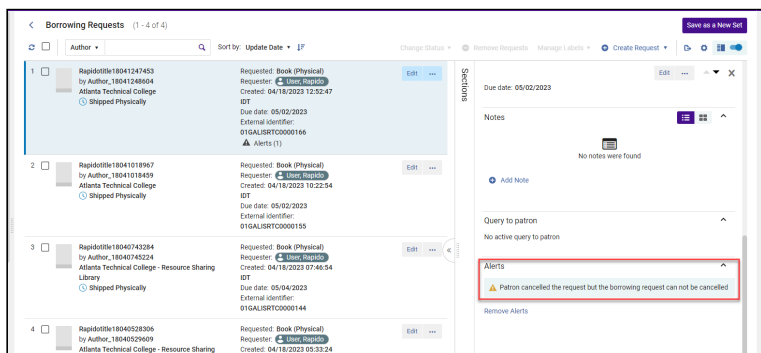 Borrowing Requests (1 - 4 of 4)
Save as a New Set
Author
Sort by: Update Date
Change Status
Remove Requests
Manage Labels
Create Request
1
Rapidotitle18041247453
by Author_18041248604
Atlanta Technical College
Shipped Physically
Requested: Book (Physical)
Requester: User, Rapido
Created: 04/18/2023 12:52:47
IDT
Due date: 05/02/2023
External identifier:
01GALISRTC0000166
Alerts (1)
Edit
2
Rapidotitle18041018967
by Author_18041018459
Atlanta Technical College
Shipped Physically
Requested: Book (Physical)
Requester: User, Rapido
Created: 04/18/2023 10:22:54
IDT
Due date: 05/02/2023
External identifier:
01GALISRTC0000155
Edit
3
Rapidotitle18040743284
by Author_18040745224
Atlanta Technical College - Resource Sharing
Library
Shipped Physically
Requested: Book (Physical)
Requester: User, Rapido
Created: 04/18/2023 07:46:54
IDT
Due date: 05/04/2023
External identifier:
01GALISRTC0000144
Edit
4
Rapidotitle18040528306
by Author_18040529609
Atlanta Technical College - Resource Sharing
Requested: Book (Physical)
Requester: User, Rapido
Created: 04/18/2023 05:33:24
Edit
Sections
Edit
Due date: 05/02/2023
Notes
No notes were found
Add Note
Query to patron
No active query to patron
Alerts
Patron cancelled the request but the borrowing request can not be cancelled
Remove Alerts